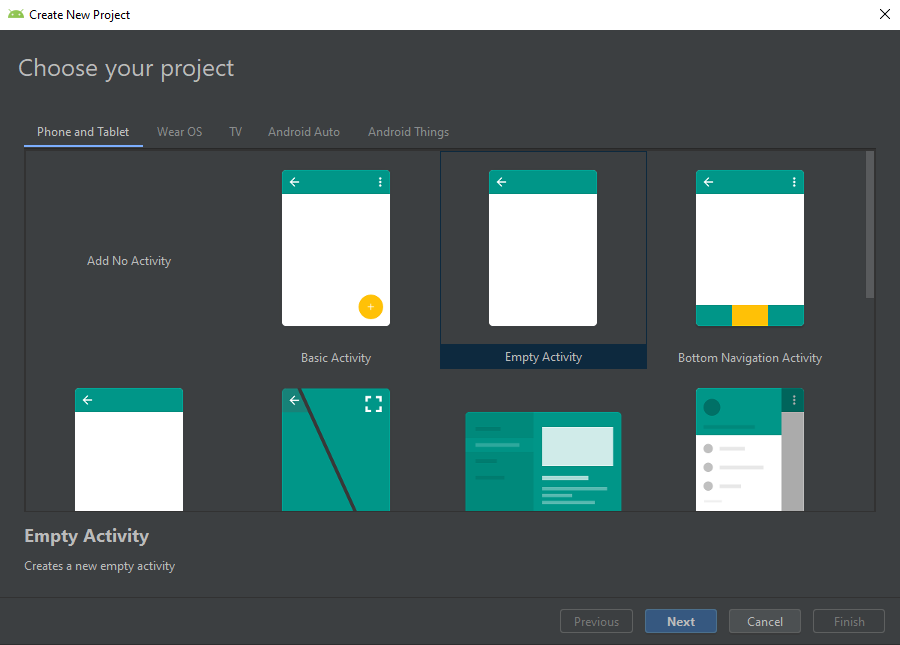 Create New Project
Choose your project
Phone and Tablet Wear OS TV Android Auto Android Things
Add No Activity
Basic Activity
Empty Activity
Bottom Navigation Activity
Empty Activity
Creates a new empty activity
Previous Next Cancel Finish